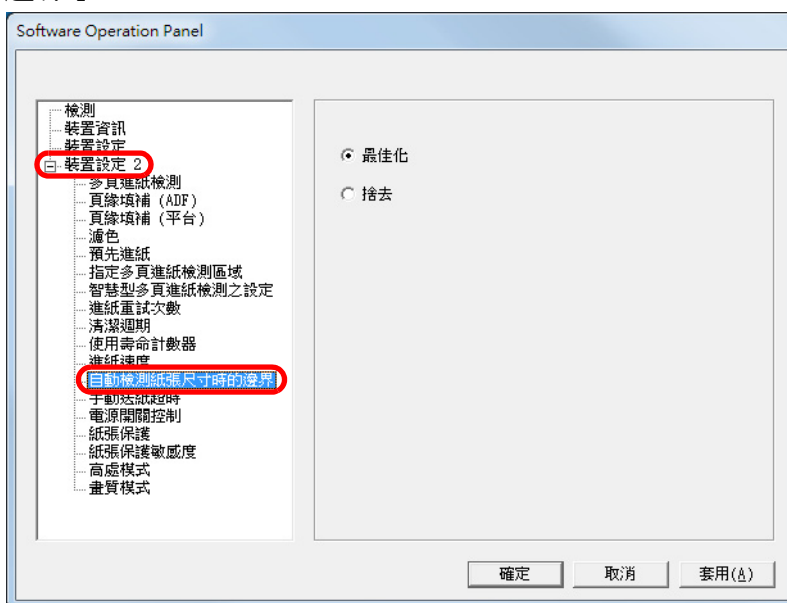 Software Operation Panel
檢測
裝置資訊
裝置設定
裝置設定 2
多頁進紙檢測
頁緣填補 (ADF)
頁緣填補 (平台)
濾色
預先進紙
指定多頁進紙檢測區域
智慧型多頁進紙檢測之設定
進紙重試次數
清潔週期
使用壽命計數器
進紙速度
自動檢測紙張尺寸時的邊界
手動送紙超時
電源開關控制
紙張保護
紙張保護敏感度
高處模式
畫質模式
最佳化
捨去
確定 取消 套用(A)